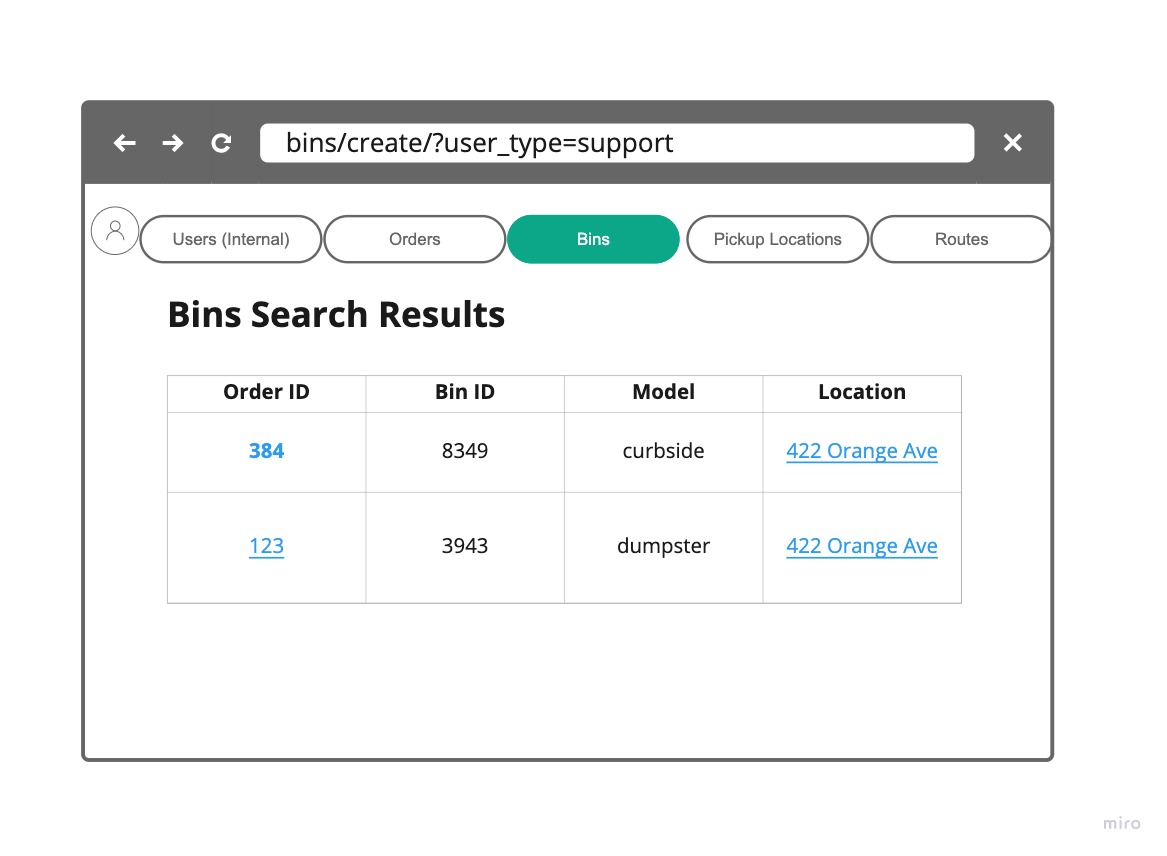 bins/create/?user_type=support
Users (Internal) Orders Bins Pickup Locations Routes
Bins Search Results
Order ID Bin ID Model Location
384 8349 curbside 422 Orange Ave
123 3943 dumpster 422 Orange Ave
miro